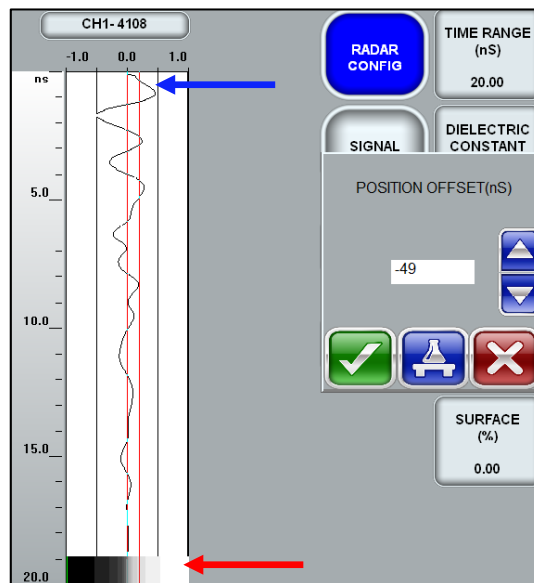 CH1- 4108
-1.0 0.0 1.0
ns
5.0
10.0
15.0
20.0
RADAR
CONFIG
TIME RANGE
(nS)
20.00
SIGNAL
DIELECTRIC
CONSTANT
POSITION OFFSET(nS)
-49
SURFACE
(%)
0.00